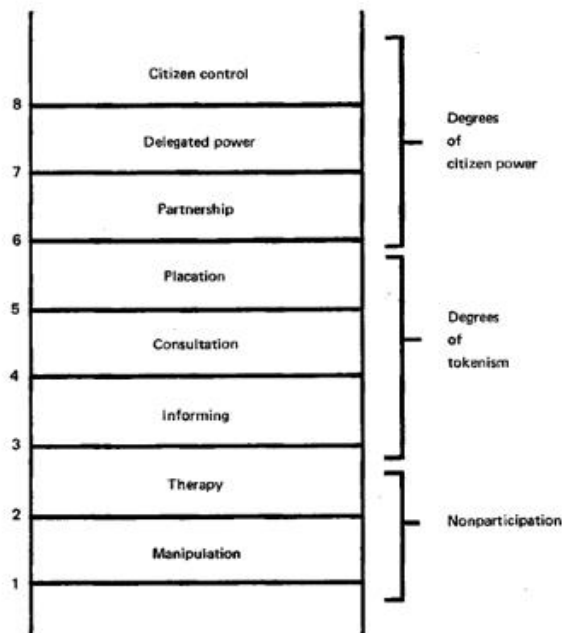 Citizen control
8
Delegated power
7
Partnership
6
Placation
5
Consultation
4
Informing
3
Therapy
2
Manipulation
1
Degrees
of
citizen power
Degrees
of
tokenism
Nonparticipation